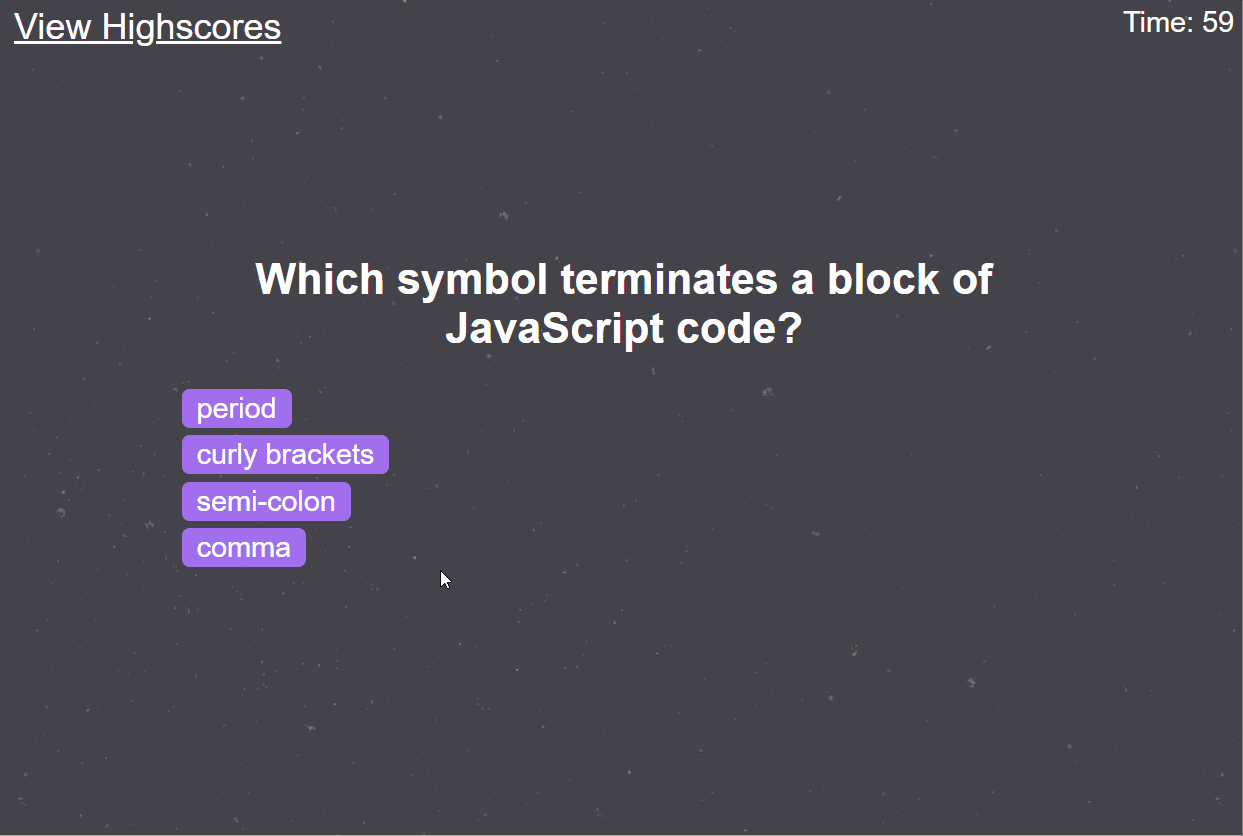 View Highscores
Time: 59
Which symbol terminates a block of
JavaScript code?
period
curly brackets
semi-colon
comma